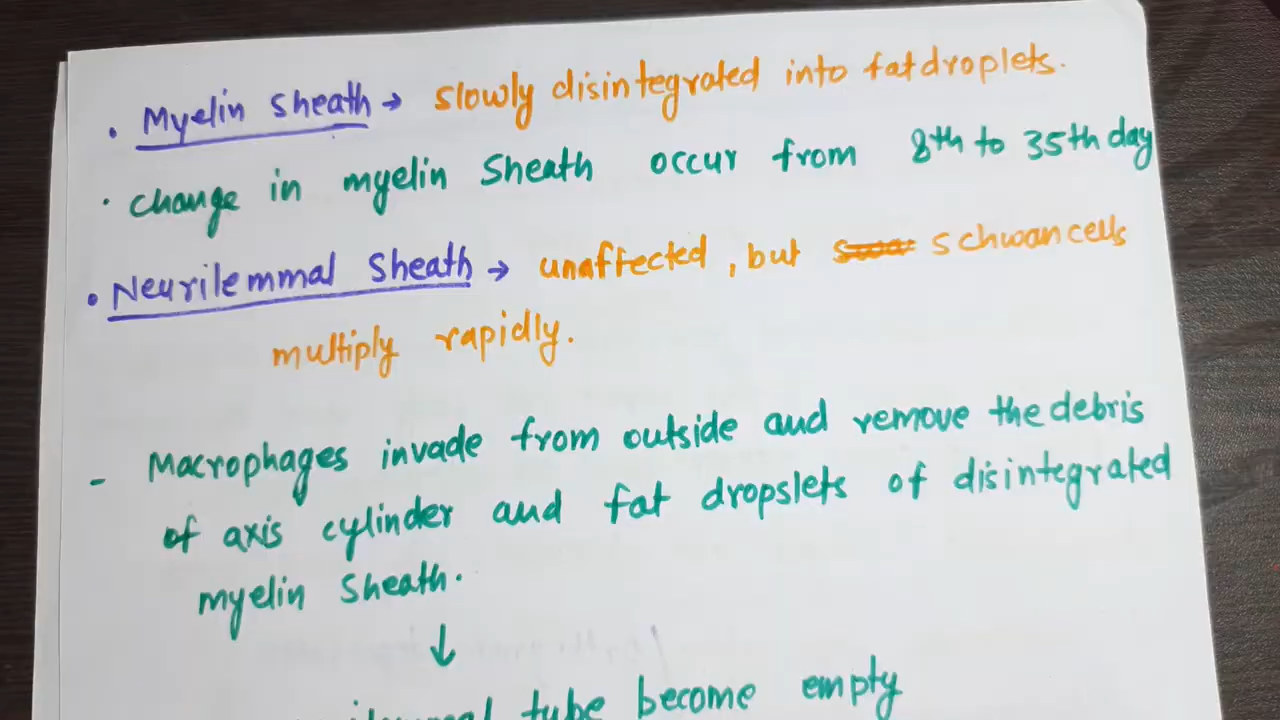 • Myelin Sheath → slowly disintegrated into fat droplets.
• change in myelin sheath occur from 8th to 35th day
• Neurilemmal Sheath → unaffected, but schwan cells
multiply rapidly.
- Macrophages invade from outside and remove the debris
of axis cylinder and fat dropslets of disintegrated
myelin sheath.
↓
tube become empty